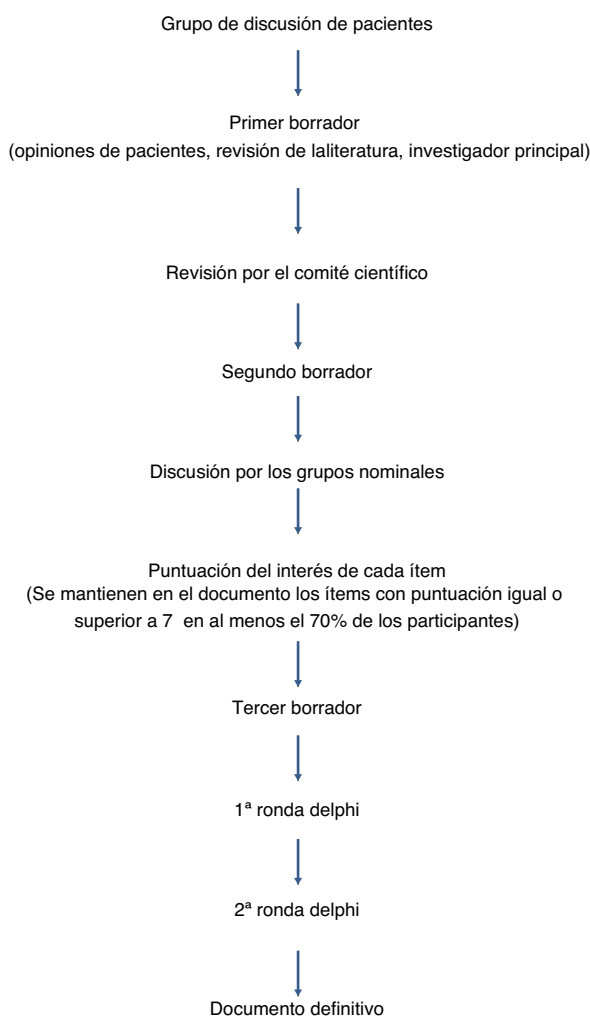 Grupo de discusión de pacientes
Primer borrador
(opiniones de pacientes, revisión de laliteratura, investigador principal)
Revisión por el comité científico
Segundo borrador
Discusión por los grupos nominales
Puntuación del interés de cada ítem
(Se mantienen en el documento los ítems con puntuación igual o
superior a 7 en al menos el 70% de los participantes)
Tercer borrador
1ª ronda delphi
2ª ronda delphi
Documento definitivo